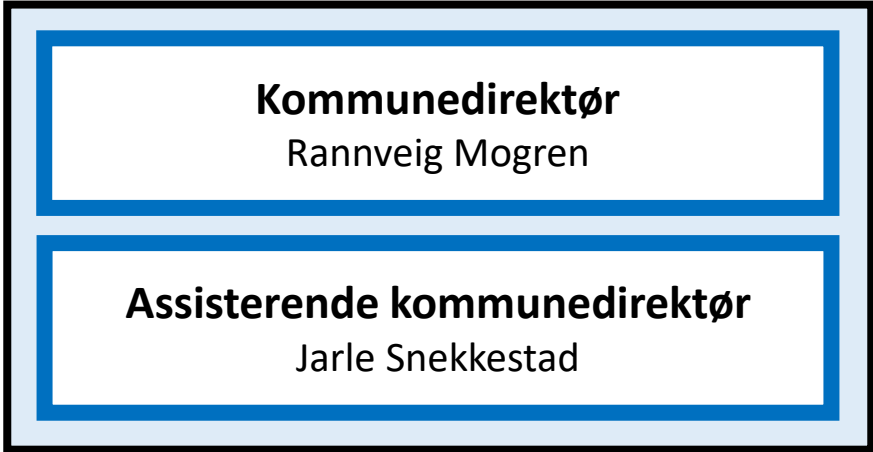 Kommunedirektør
Rannveig Mogren
Assisterende kommunedirektør
Jarle Snekkestad